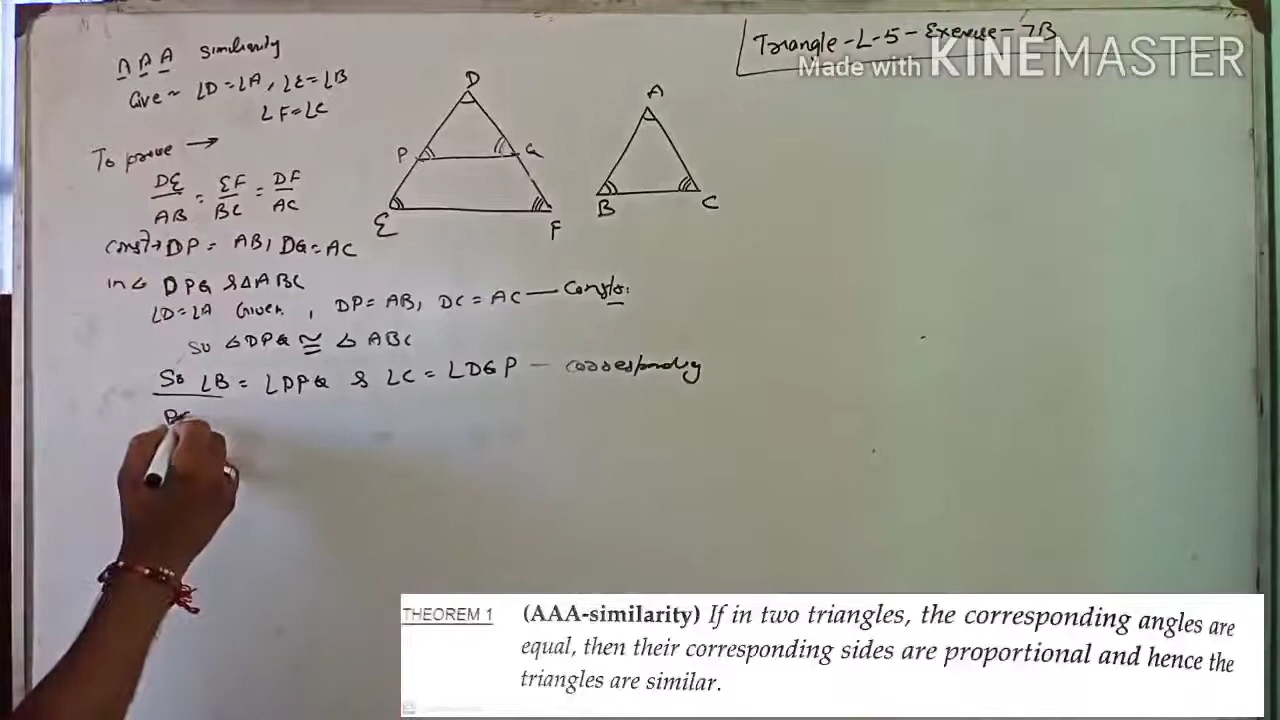 Triangle-L-5-Exercise-7B
Made with KINEMASTER
AAA similarity
Given ∠D=∠A, ∠E=∠B
∠F=∠C
To prove →
DE/AB = EF/BC = DF/AC
Const→ DP = AB, DQ=AC
in △ DPQ & △ABC
∠D=∠A Given, DP=AB, DC=AC — Constr.
So △DPQ ≅ △ABC
So ∠B = ∠DPQ & ∠C = ∠DQP — corresponding
D
P
Q
E
F
A
B
C
THEOREM 1 (AAA-similarity) If in two triangles, the corresponding angles are
equal, then their corresponding sides are proportional and hence the
triangles are similar.